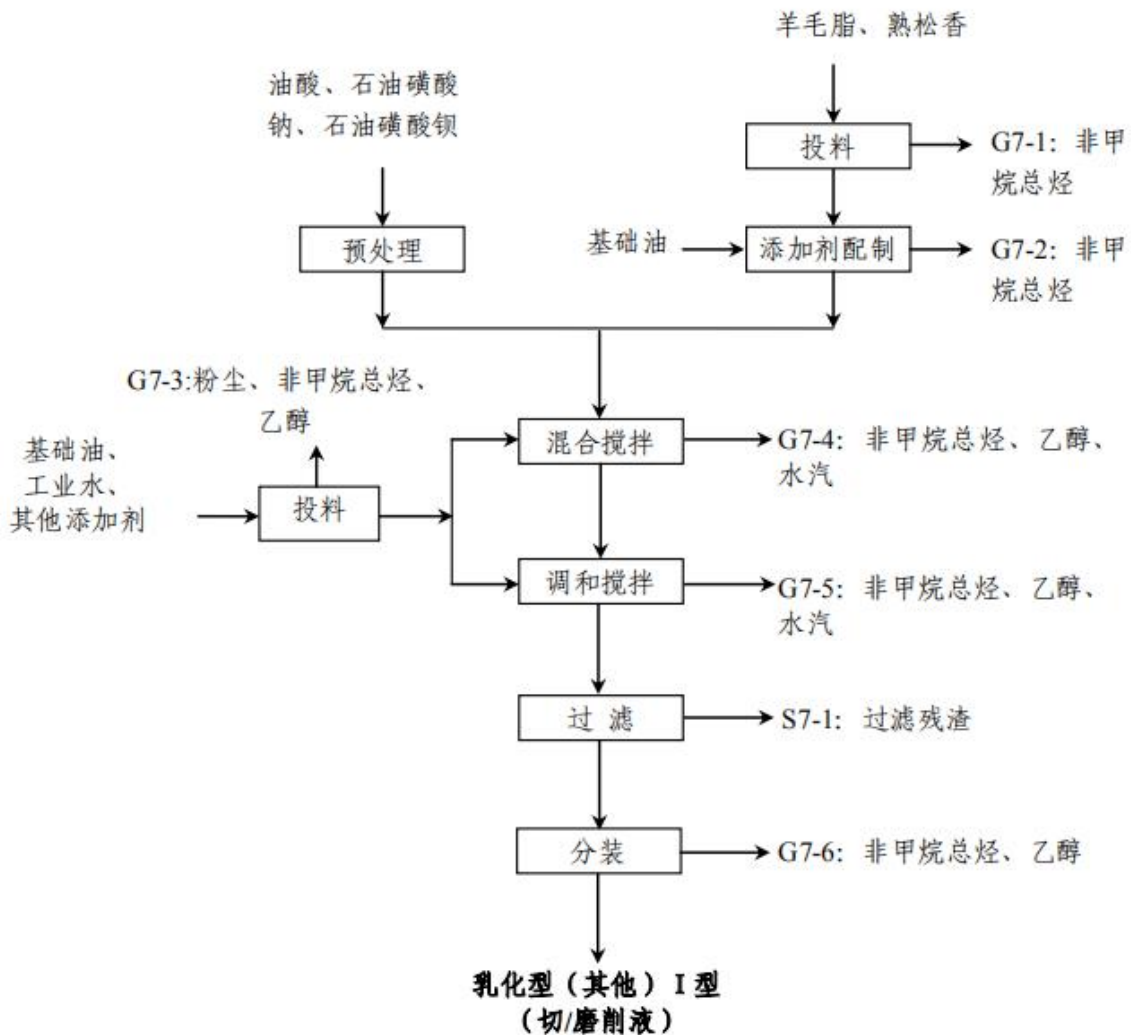 羊毛脂、熟松香
油酸、石油磺酸
钠、石油磺酸钡
投料
G7-1：非甲
烷总烃
预处理
基础油
添加剂配制
G7-2：非甲
烷总烃
G7-3:粉尘、非甲烷总烃、
乙醇
基础油、
工业水、
其他添加剂
投料
混合搅拌
G7-4：非甲烷总烃、乙醇、
水汽
调和搅拌
G7-5：非甲烷总烃、乙醇、
水汽
过 滤
S7-1：过滤残渣
分装
G7-6：非甲烷总烃、乙醇
乳化型（其他）I 型
（切/磨削液）